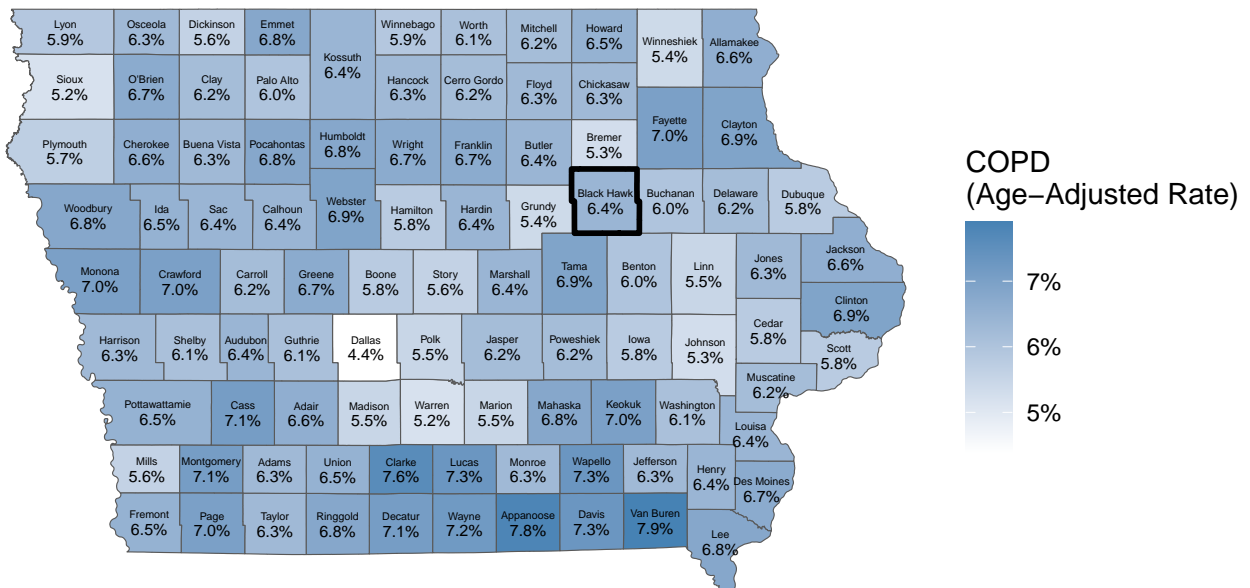 Lyon
5.9%
Osceola
6.3%
Dickinson
5.6%
Emmet
6.8%
Kossuth
6.4%
Winnebago
5.9%
Worth
6.1%
Mitchell
6.2%
Howard
6.5%
Winneshiek
5.4%
Allamakee
6.6%
Sioux
5.2%
O'Brien
6.7%
Clay
6.2%
Palo Alto
6.0%
Hancock
6.3%
Cerro Gordo
6.2%
Floyd
6.3%
Chickasaw
6.3%
Fayette
7.0%
Clayton
6.9%
Plymouth
5.7%
Cherokee
6.6%
Buena Vista
6.3%
Pocahontas
6.8%
Humboldt
6.8%
Wright
6.7%
Franklin
6.7%
Butler
6.4%
Bremer
5.3%
Woodbury
6.8%
Ida
6.5%
Sac
6.4%
Calhoun
6.4%
Webster
6.9%
Hamilton
5.8%
Hardin
6.4%
Grundy
5.4%
Black Hawk
6.4%
Buchanan
6.0%
Delaware
6.2%
Dubuque
5.8%
Monona
7.0%
Crawford
7.0%
Carroll
6.2%
Greene
6.7%
Boone
5.8%
Story
5.6%
Marshall
6.4%
Tama
6.9%
Benton
6.0%
Linn
5.5%
Jones
6.3%
Jackson
6.6%
Clinton
6.9%
Harrison
6.3%
Shelby
6.1%
Audubon
6.4%
Guthrie
6.1%
Dallas
4.4%
Polk
5.5%
Jasper
6.2%
Poweshiek
6.2%
Iowa
5.8%
Johnson
5.3%
Cedar
5.8%
Scott
5.8%
Muscatine
6.2%
Pottawattamie
6.5%
Cass
7.1%
Adair
6.6%
Madison
5.5%
Warren
5.2%
Marion
5.5%
Mahaska
6.8%
Keokuk
7.0%
Washington
6.1%
Louisa
6.4%
Mills
5.6%
Montgomery
7.1%
Adams
6.3%
Union
6.5%
Clarke
7.6%
Lucas
7.3%
Monroe
6.3%
Wapello
7.3%
Jefferson
6.3%
Henry
6.4%
Des Moines
6.7%
Fremont
6.5%
Page
7.0%
Taylor
6.3%
Ringgold
6.8%
Decatur
7.1%
Wayne
7.2%
Appanoose
7.8%
Davis
7.3%
Van Buren
7.9%
Lee
6.8%
COPD
(Age−Adjusted Rate)
7%
6%
5%